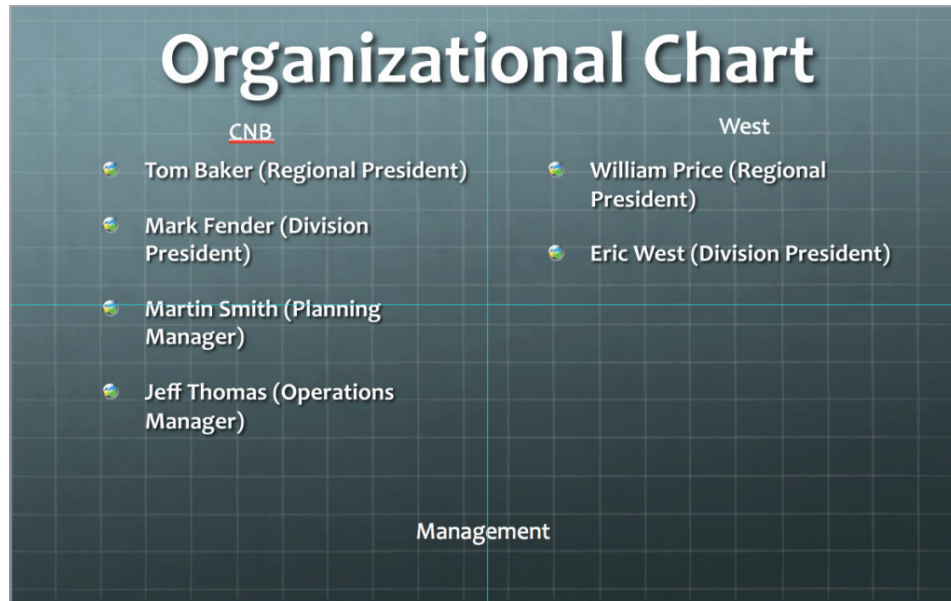 Organizational Chart
CNB
Tom Baker (Regional President)
Mark Fender (Division
President)
Martin Smith (Planning
Manager)
Jeff Thomas (Operations
Manager)
West
William Price (Regional
President)
Eric West (Division President)
Management